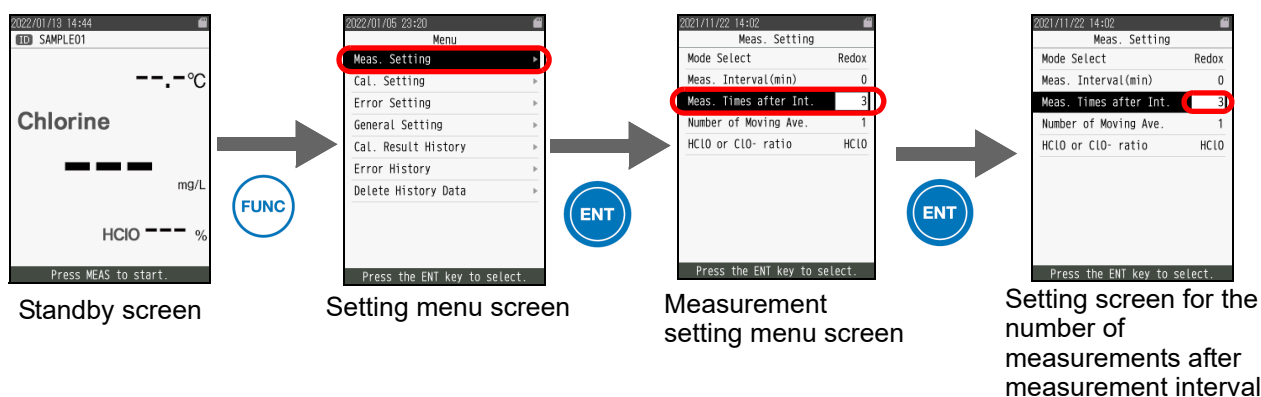 2022/01/13 14:44
ID SAMPLE01
--.-°C
Chlorine
---
mg/L
HClO --- %
Press MEAS to start.
Standby screen
FUNC
2022/01/05 23:20
Menu
Meas. Setting
Cal. Setting
Error Setting
General Setting
Cal. Result History
Error History
Delete History Data
Press the ENT key to select.
Setting menu screen
ENT
2021/11/22 14:02
Meas. Setting
Mode Select Redox
Meas. Interval(min) 0
Meas. Times after Int. 3
Number of Moving Ave. 1
HClO or ClO- ratio HClO
Press the ENT key to select.
Measurement
setting menu screen
ENT
2021/11/22 14:02
Meas. Setting
Mode Select Redox
Meas. Interval(min) 0
Meas. Times after Int. 3
Number of Moving Ave. 1
HClO or ClO- ratio HClO
Press the ENT key to select.
Setting screen for the
number of
measurements after
measurement interval